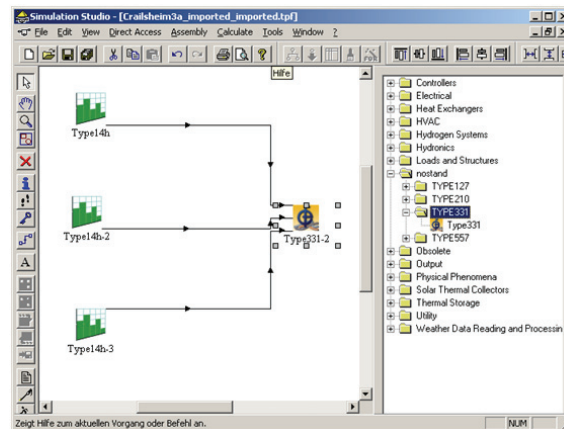 Simulation Studio - [Crailsheim3a_imported_imported.tpf]
File Edit View Direct Access Assembly Calculate Tools Window ?
Hilfe
Type14h
Type14h-2
Type14h-3
Type331-2
Controllers
Electrical
Heat Exchangers
HVAC
Hydrogen Systems
Hydronics
Loads and Structures
nostand
TYPE127
TYPE210
TYPE331
Type331
TYPE557
Obsolete
Output
Physical Phenomena
Solar Thermal Collectors
Thermal Storage
Utility
Weather Data Reading and Processin
Zeigt Hilfe zum aktuellen Vorgang oder Befehl an.
NUM